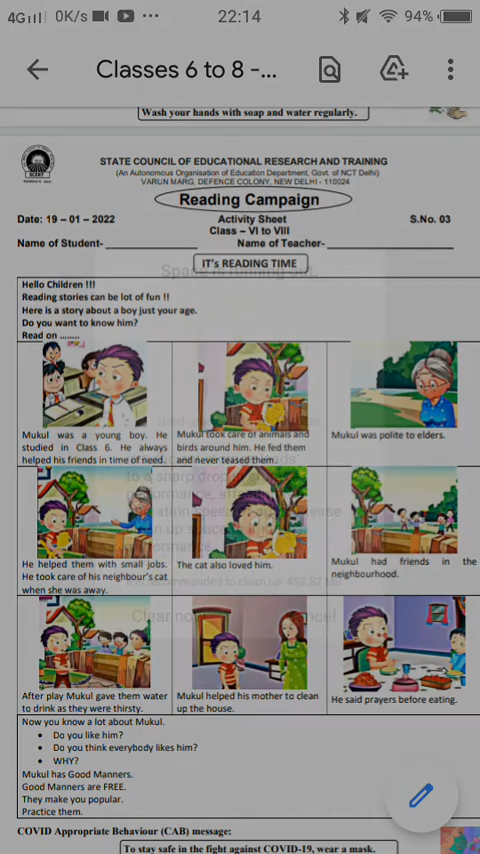 4G 0K/s 22:14 94%
Classes 6 to 8 -...
Wash your hands with soap and water regularly.
STATE COUNCIL OF EDUCATIONAL RESEARCH AND TRAINING
(An Autonomous Organisation of Education Department, Govt. of NCT Delhi)
VARUN MARG, DEFENCE COLONY, NEW DELHI - 110024
Reading Campaign
Date: 19 – 01 – 2022 Activity Sheet S.No. 03
Class – VI to VIII
Name of Student- Name of Teacher-
IT's READING TIME
Hello Children !!!
Reading stories can be lot of fun !!
Here is a story about a boy just your age.
Do you want to know him?
Read on .......
Mukul was a young boy. He
studied in Class 6. He always
helped his friends in time of need.
Mukul took care of animals and
birds around him. He fed them
and never teased them.
Mukul was polite to elders.
He helped them with small jobs.
He took care of his neighbour's cat
when she was away.
The cat also loved him.
Mukul had friends in the
neighbourhood.
After play Mukul gave them water
to drink as they were thirsty.
Mukul helped his mother to clean
up the house.
He said prayers before eating.
Now you know a lot about Mukul.
• Do you like him?
• Do you think everybody likes him?
• WHY?
Mukul has Good Manners.
Good Manners are FREE.
They make you popular.
Practice them.
COVID Appropriate Behaviour (CAB) message:
To stay safe in the fight against COVID-19, wear a mask.